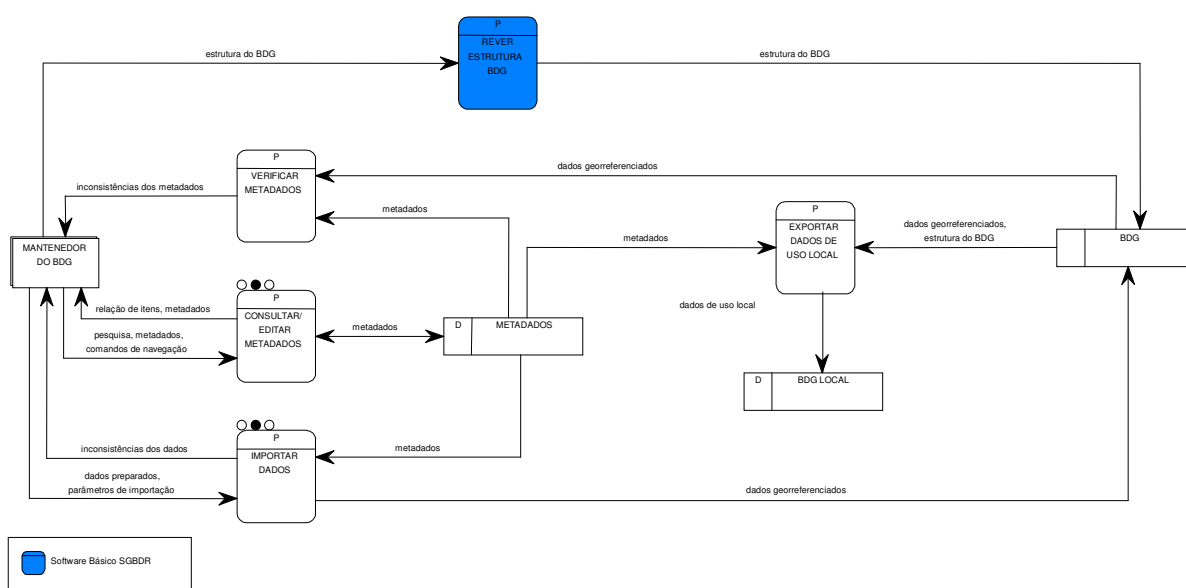 P
REVER
ESTRUTURA
BDG
estrutura do BDG
estrutura do BDG
P
VERIFICAR
METADADOS
dados georreferenciados
inconsistências dos metadados
metadados
P
EXPORTAR
DADOS DE
USO LOCAL
dados georreferenciados,
estrutura do BDG
metadados
BDG
MANTENEDOR
DO BDG
P
CONSULTAR/
EDITAR
METADADOS
relação de itens, metadados
pesquisa, metadados,
comandos de navegação
metadados
D
METADADOS
dados de uso local
D
BDG LOCAL
P
IMPORTAR
DADOS
inconsistências dos dados
metadados
dados preparados,
parâmetros de importação
dados georreferenciados
Software Básico SGBDR